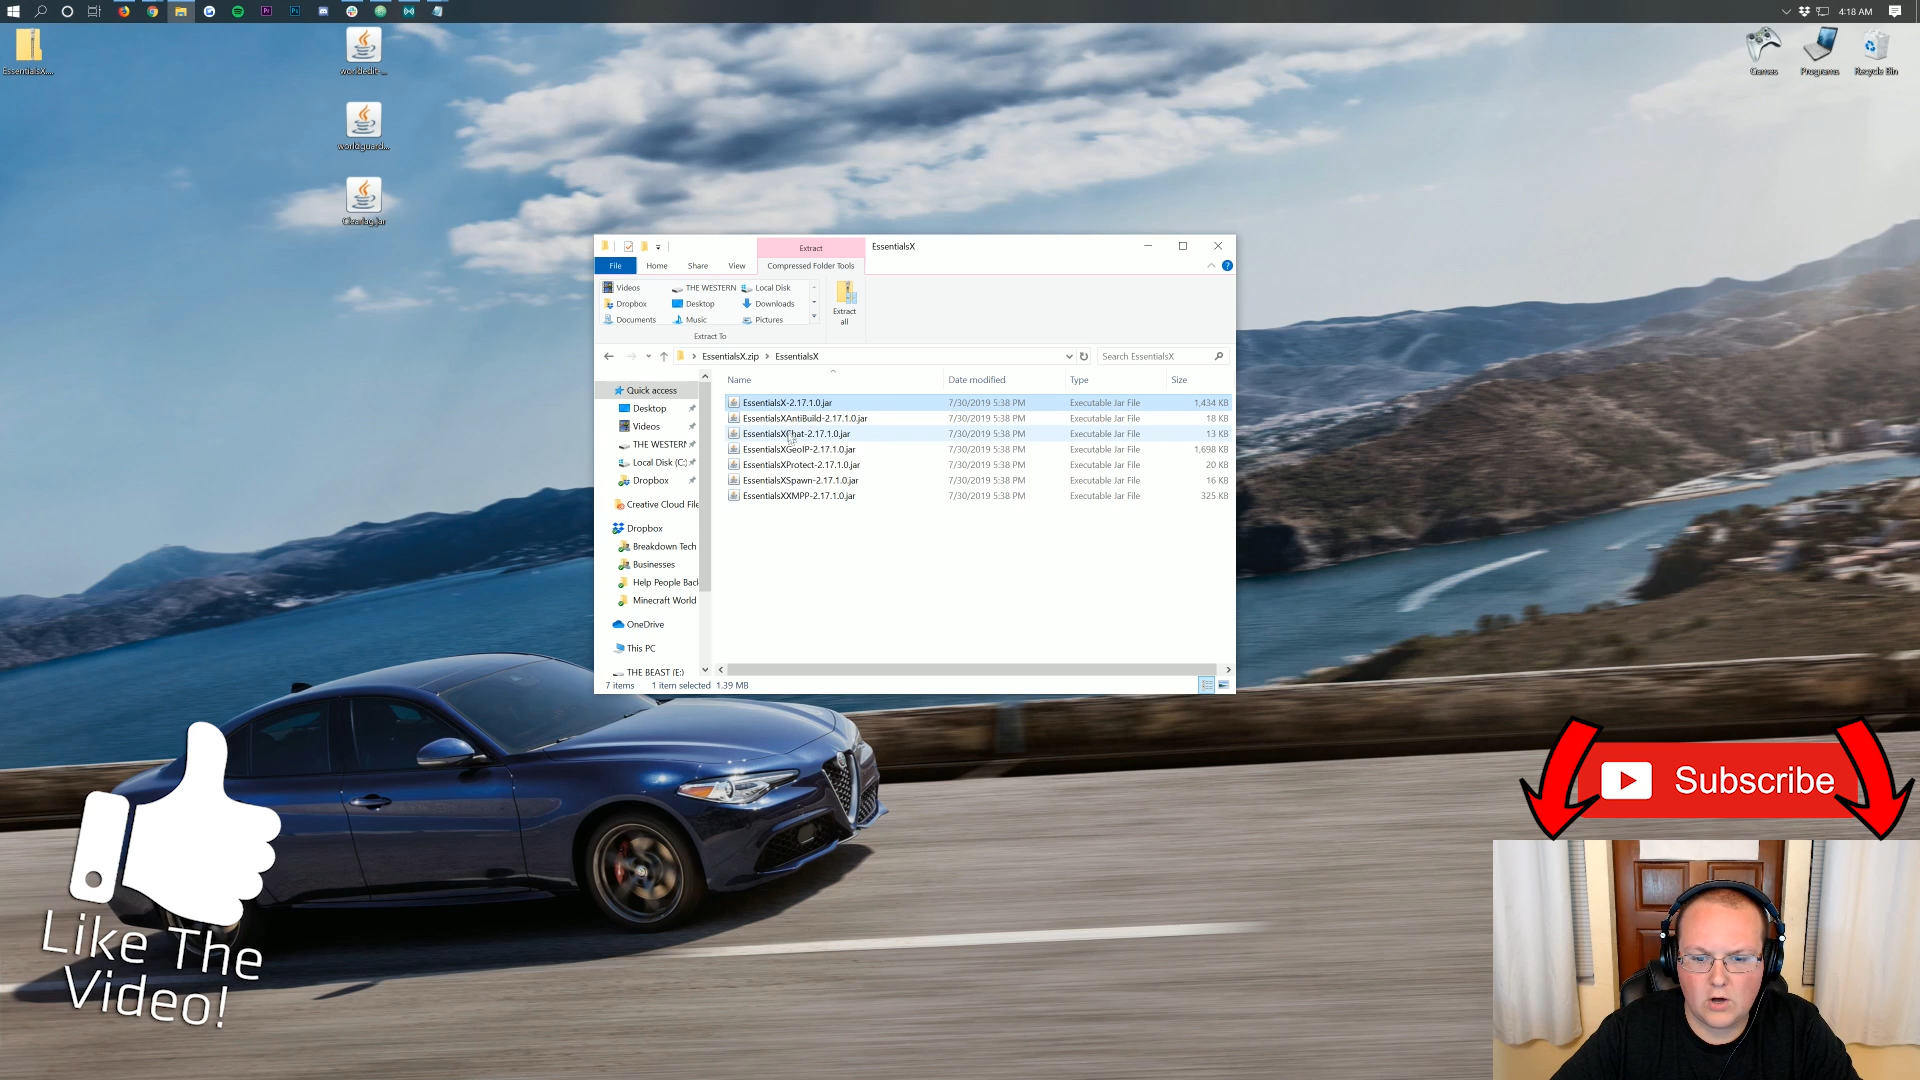 4:18 AM
EssentialsX....
worldedit-...
worldguard...
Clearlag.jar
Games
Programs
Recycle Bin
Extract
EssentialsX
File
Home
Share
View
Compressed Folder Tools
Videos
THE WESTERN
Local Disk
Dropbox
Desktop
Downloads
Documents
Music
Pictures
Extract all
Extract To
EssentialsX.zip > EssentialsX
Search EssentialsX
Name
Date modified
Type
Size
Quick access
Desktop
Videos
THE WESTERN
Local Disk (C:)
Dropbox
Creative Cloud File
Dropbox
Breakdown Tech
Businesses
Help People Bac
Minecraft World
OneDrive
This PC
THE BEAST (E:)
EssentialsX-2.17.1.0.jar 7/30/2019 5:38 PM Executable Jar File 1,434 KB
EssentialsXAntiBuild-2.17.1.0.jar 7/30/2019 5:38 PM Executable Jar File 18 KB
EssentialsXChat-2.17.1.0.jar 7/30/2019 5:38 PM Executable Jar File 13 KB
EssentialsXGeoIP-2.17.1.0.jar 7/30/2019 5:38 PM Executable Jar File 1,698 KB
EssentialsXProtect-2.17.1.0.jar 7/30/2019 5:38 PM Executable Jar File 20 KB
EssentialsXSpawn-2.17.1.0.jar 7/30/2019 5:38 PM Executable Jar File 16 KB
EssentialsXXMPP-2.17.1.0.jar 7/30/2019 5:38 PM Executable Jar File 325 KB
7 items 1 item selected 1.39 MB
Like The
Video!
Subscribe